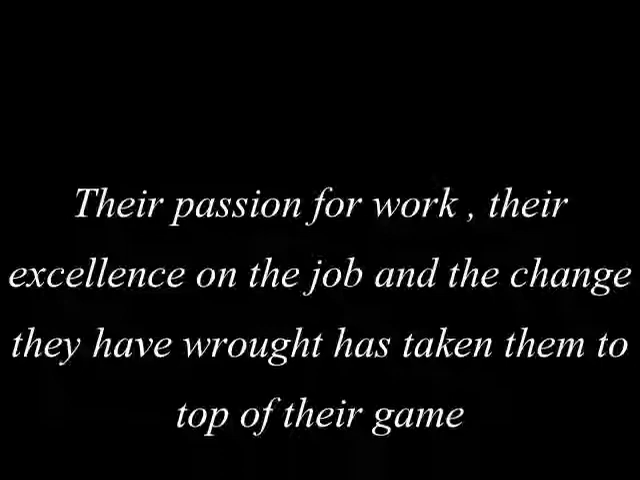 Their passion for work , their
excellence on the job and the change
they have wrought has taken them to
top of their game